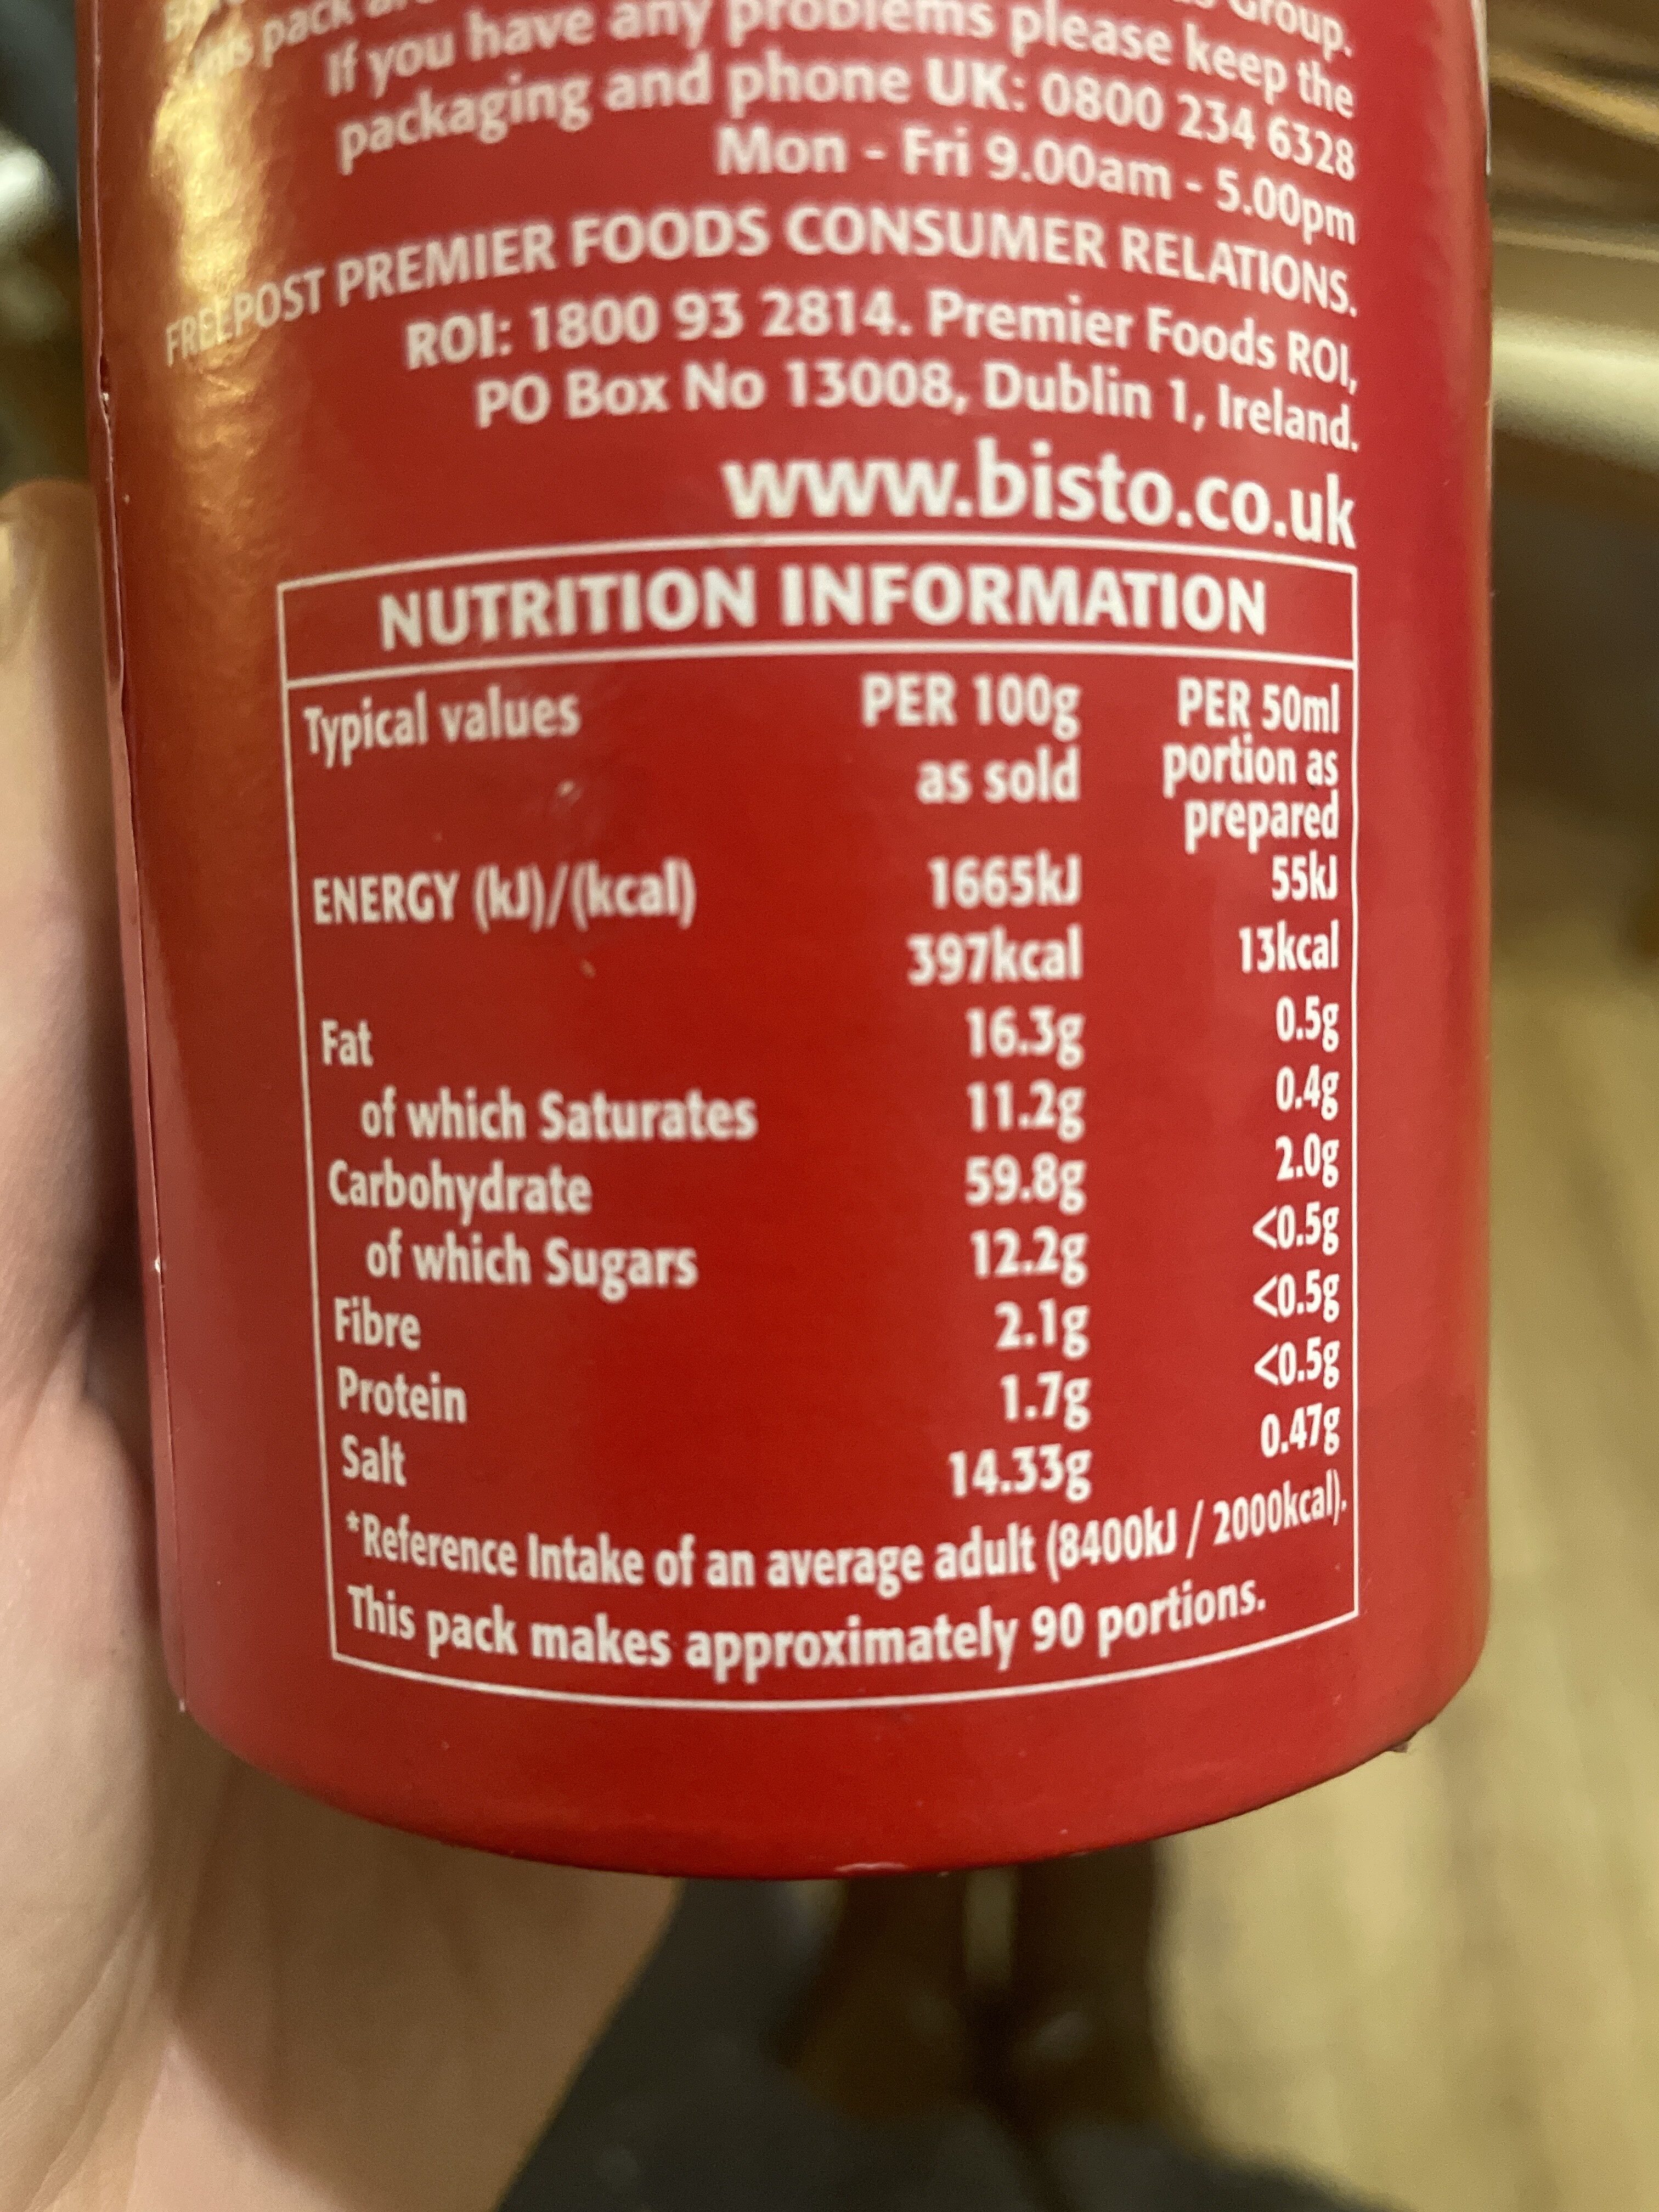 this pack
Group.
If you have any problems please keep the
packaging and phone UK: 0800 234 6328
Mon - Fri 9.00am - 5.00pm
FREEPOST PREMIER FOODS CONSUMER RELATIONS.
ROI: 1800 93 2814. Premier Foods ROI,
PO Box No 13008, Dublin 1, Ireland.
www.bisto.co.uk
NUTRITION INFORMATION
Typical values PER 100g PER 50ml
as sold portion as
prepared
ENERGY (kJ)/(kcal) 1665kJ 55kJ
397kcal 13kcal
Fat 16.3g 0.5g
of which Saturates 11.2g 0.4g
Carbohydrate 59.8g 2.0g
of which Sugars 12.2g <0.5g
Fibre 2.1g <0.5g
Protein 1.7g <0.5g
Salt 14.33g 0.47g
*Reference Intake of an average adult (8400kJ / 2000kcal).
This pack makes approximately 90 portions.